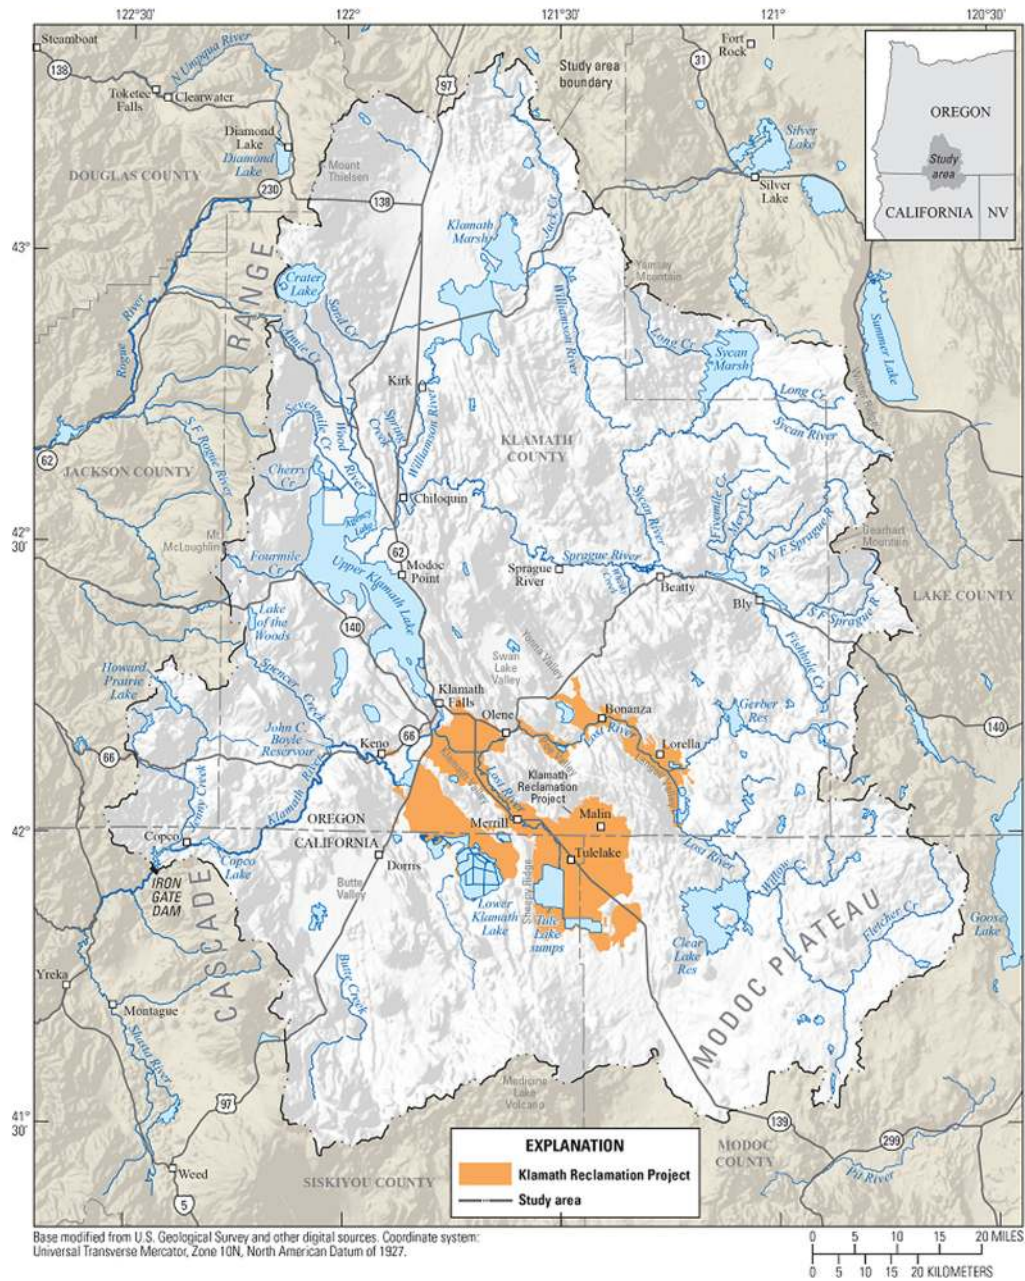 122°30'
122°
121°30'
121°
120°30'
Steamboat
138
N Umpqua River
Toketee
Falls
Clearwater
97
Study area
boundary
Fort
Rock
31
OREGON
Study
area
CALIFORNIA
NV
Diamond
Lake
Diamond
Lake
DOUGLAS COUNTY
230
Mount
Thielsen
138
Silver
Lake
Silver
Lake
43°
Klamath
Marsh
Jack Cr
Yamsay
Mountain
RANGE
Crater
Lake
Sand Cr
Annie Cr
Rogue River
Williamson River
Long Cr
Sycan
Marsh
Summer Lake
Kirk
Long Cr
Sycan River
Sevenmile Cr
Wood River
Spring Creek
Williamson River
KLAMATH
COUNTY
S F Rogue River
62
JACKSON COUNTY
Cherry
Cr
Chiloquin
Agency
Lake
Sycan River
Fivemile Cr
Meryl Cr
N F Sprague R
Gearhart
Mountain
42°
30'
Mt
McLoughlin
Fourmile
Cr
62
Modoc
Point
Upper Klamath Lake
Sprague River
Sprague
River
Beatty
Bly
S F Sprague R
LAKE COUNTY
Lake
of the
Woods
140
Swan
Lake
Valley
Yonna Valley
Fishhole Cr
Howard
Prairie
Lake
Spencer Creek
Klamath
Falls
Olene
Bonanza
Gerber
Res
140
John C.
Boyle
Reservoir
66
Keno
66
Lost River
Lorella
Klamath
Reclamation
Project
Klamath Valley
Lost River
Jenny Creek
Klamath River
Malin
Merrill
42°
OREGON
CALIFORNIA
Copco
Copco
Lake
Dorris
Tulelake
Lost River
Willow Cr
IRON
GATE
DAM
Butte
Valley
Lower
Klamath
Lake
Sheepy Ridge
Tule
Lake
sumps
Clear
Lake
Res
Fletcher Cr
Goose
Lake
CASCADE
MODOC PLATEAU
Yreka
Butte Creek
Montague
Shasta River
Medicine
Lake
Volcano
97
41°
30'
139
MODOC
COUNTY
299
Pit River
Weed
5
SISKIYOU COUNTY
EXPLANATION
Klamath Reclamation Project
Study area
Base modified from U.S. Geological Survey and other digital sources. Coordinate system:
Universal Transverse Mercator, Zone 10N, North American Datum of 1927.
0 5 10 15 20 MILES
0 5 10 15 20 KILOMETERS